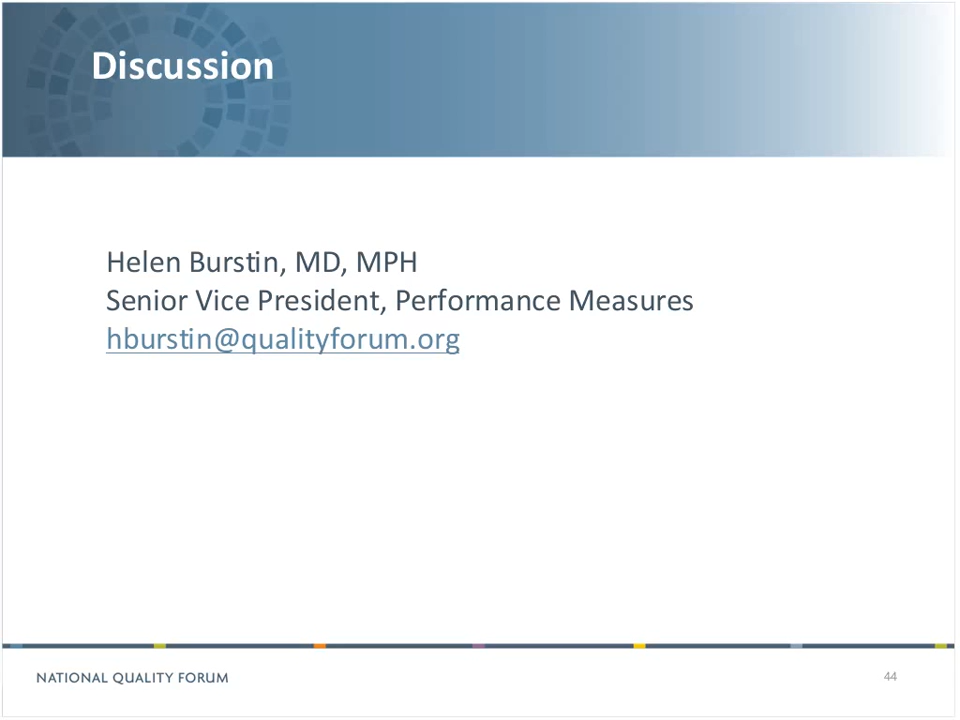 Discussion
Helen Burstin, MD, MPH
Senior Vice President, Performance Measures
hburstin@qualityforum.org
NATIONAL QUALITY FORUM
44